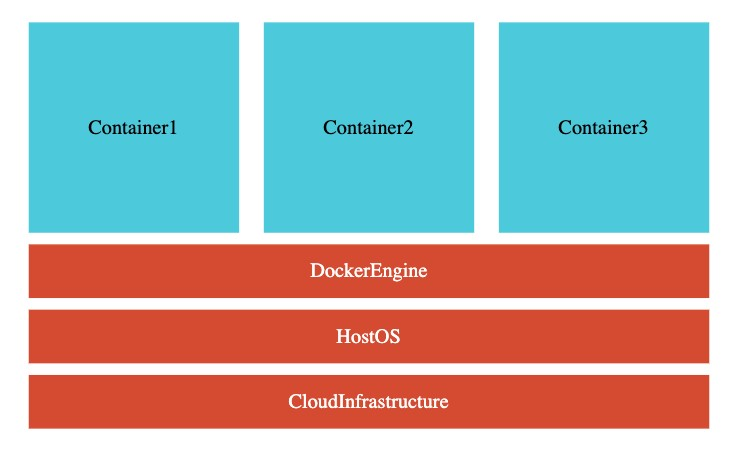 Container1
Container2
Container3
DockerEngine
HostOS
CloudInfrastructure